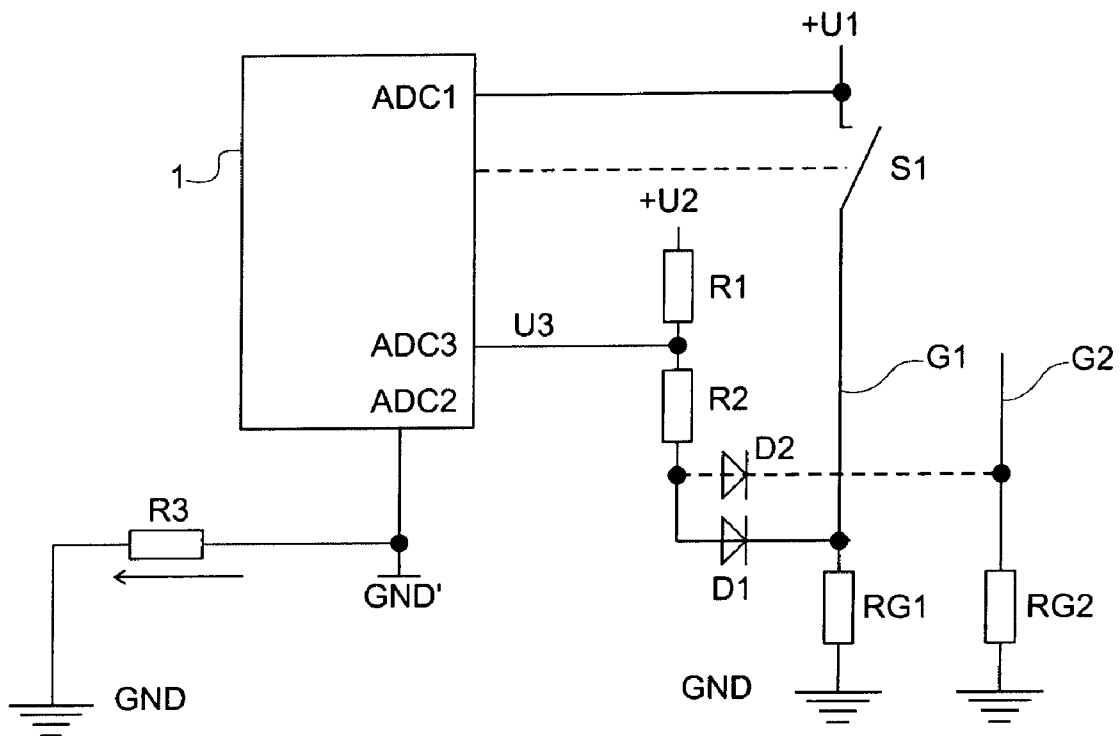 +U1
ADC1
1
S1
+U2
R1
U3
ADC3
G1
G2
ADC2
R2
D2
R3
D1
GND'
RG1
RG2
GND
GND